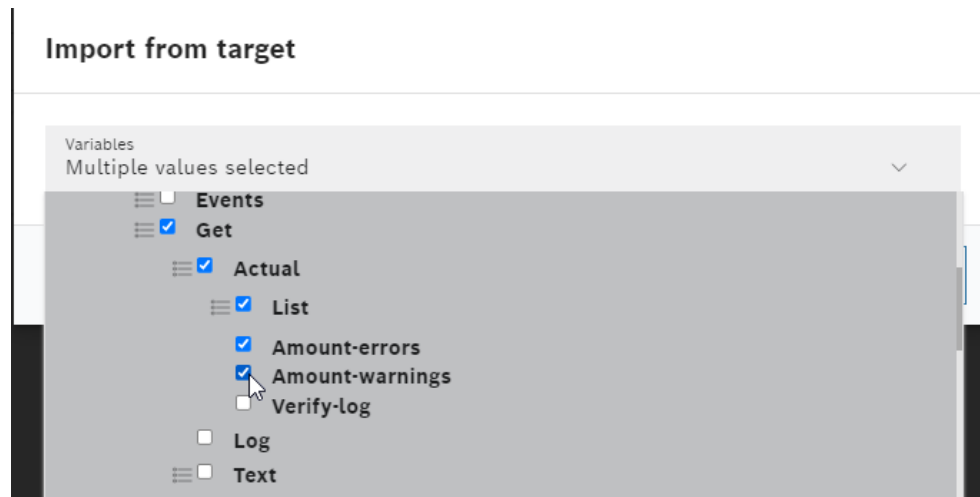 Import from target
Variables
Multiple values selected
Events
Get
Actual
List
Amount-errors
Amount-warnings
Verify-log
Log
Text